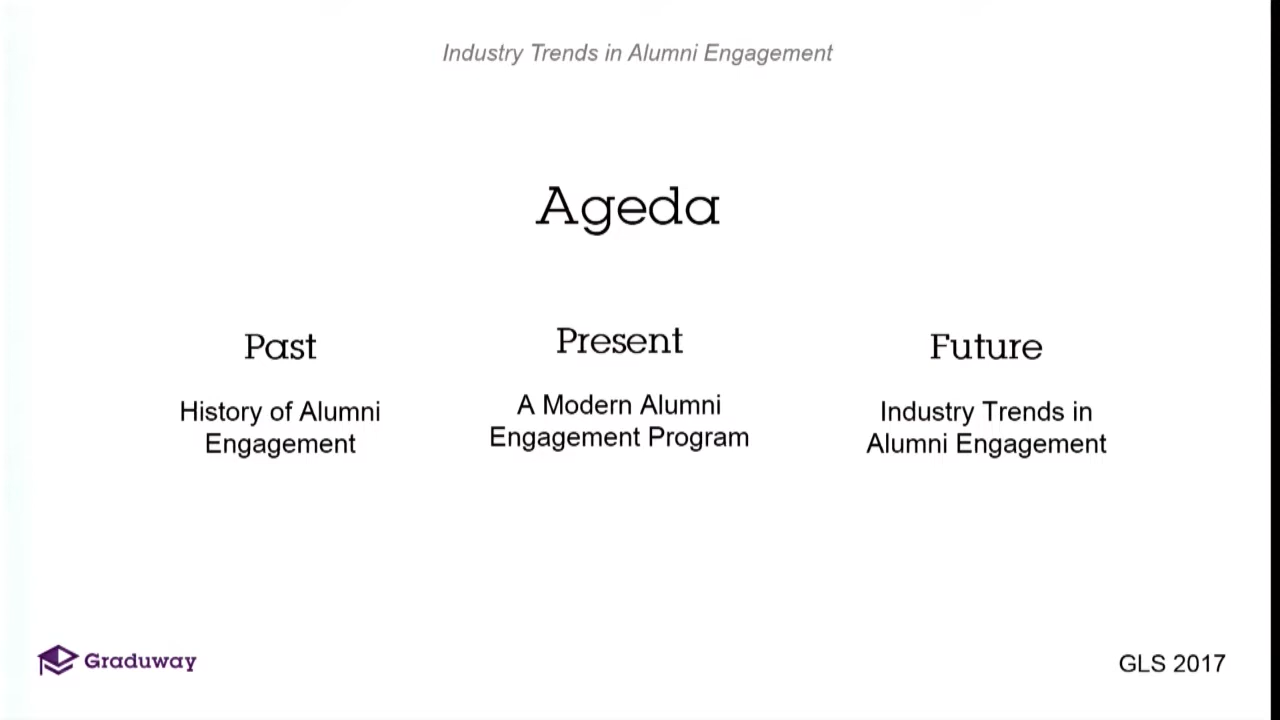 Industry Trends in Alumni Engagement
Ageda
Past
History of Alumni
Engagement
Present
A Modern Alumni
Engagement Program
Future
Industry Trends in
Alumni Engagement
Graduway
GLS 2017